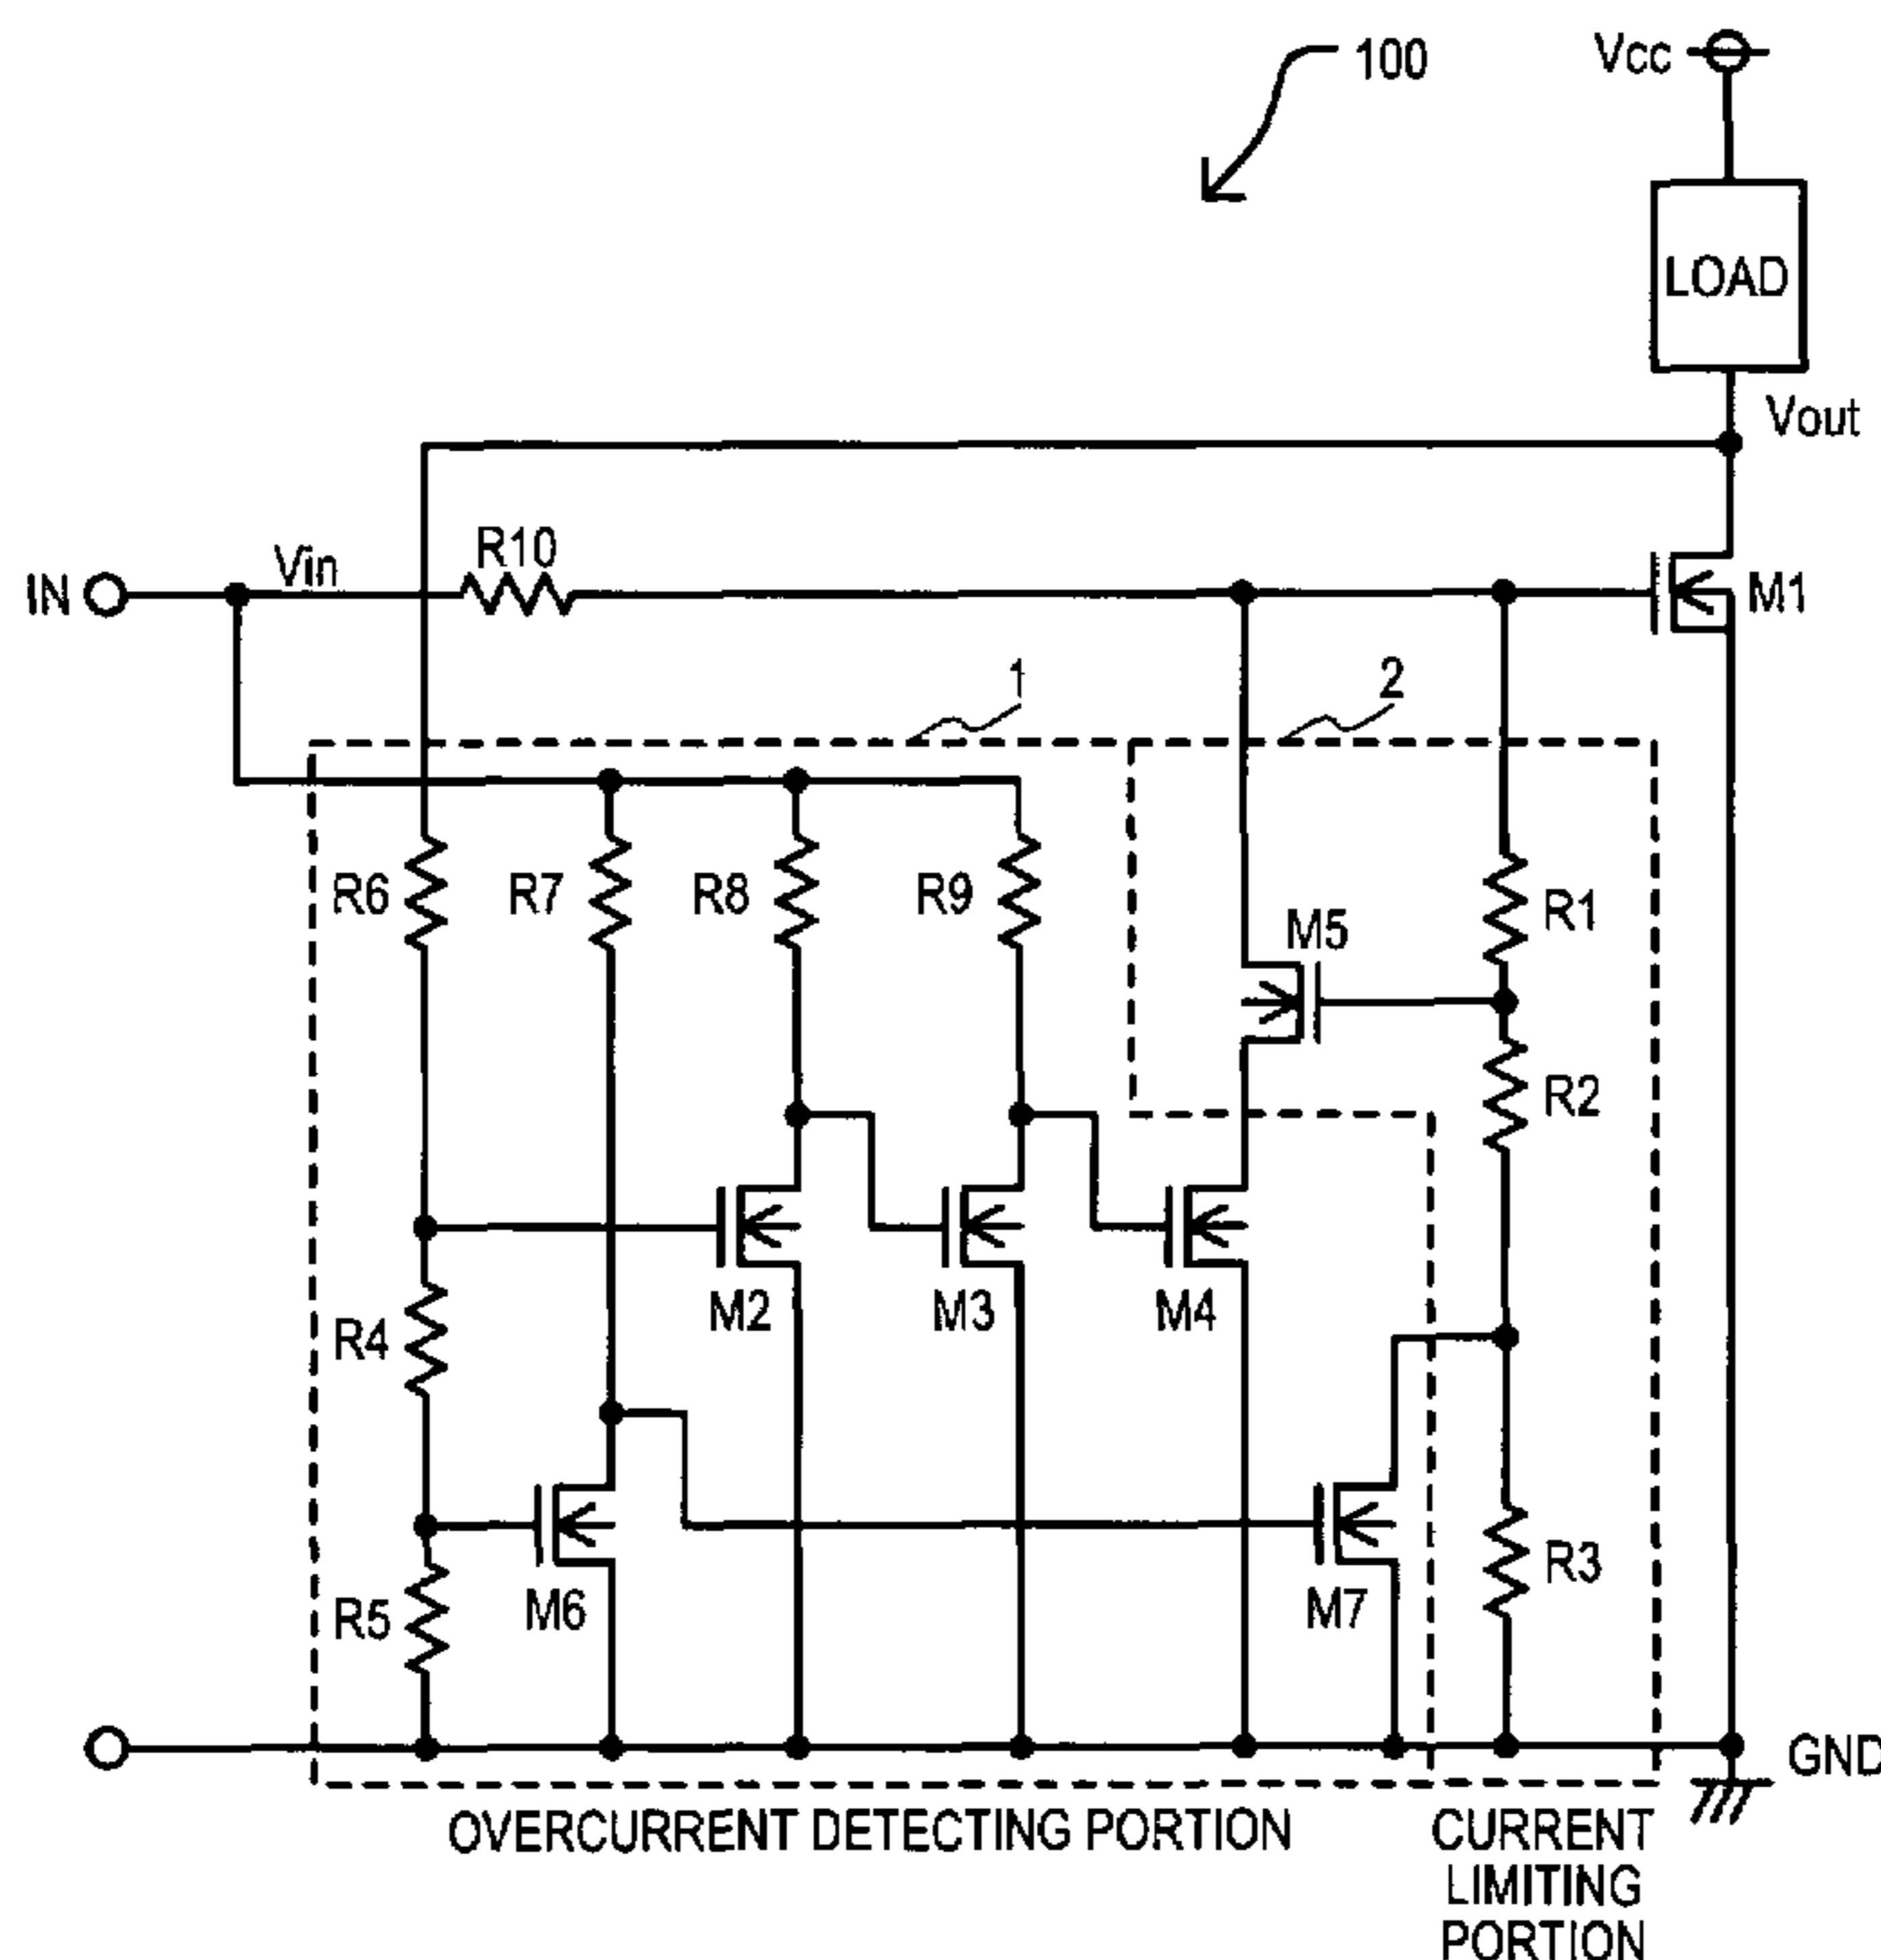 100
Vcc
LOAD
Vout
IN
Vin
R10
M1
1
2
R6
R7
R8
R9
M5
R1
R2
M2
M3
M4
R4
R5
M6
M7
R3
GND
OVERCURRENT DETECTING PORTION
CURRENT
LIMITING
PORTION